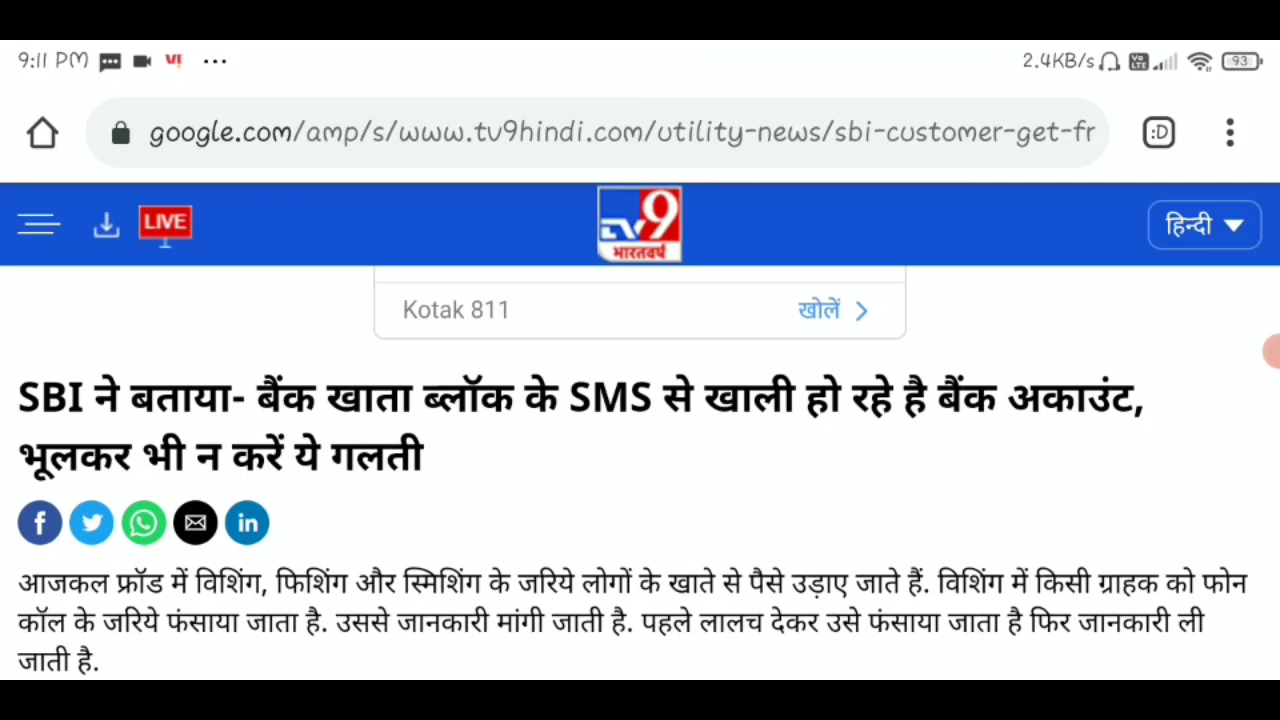 9:11 PM
2.4KB/s
93
google.com/amp/s/www.tv9hindi.com/utility-news/sbi-customer-get-fr
:D
LIVE
TV9
भारतवर्ष
हिन्दी
Kotak 811
खोलें
SBI ने बताया- बैंक खाता ब्लॉक के SMS से खाली हो रहे है बैंक अकाउंट,
भूलकर भी न करें ये गलती
आजकल फ्रॉड में विशिंग, फिशिंग और स्मिशिंग के जरिये लोगों के खाते से पैसे उड़ाए जाते हैं. विशिंग में किसी ग्राहक को फोन
कॉल के जरिये फंसाया जाता है. उससे जानकारी मांगी जाती है. पहले लालच देकर उसे फंसाया जाता है फिर जानकारी ली
जाती है.